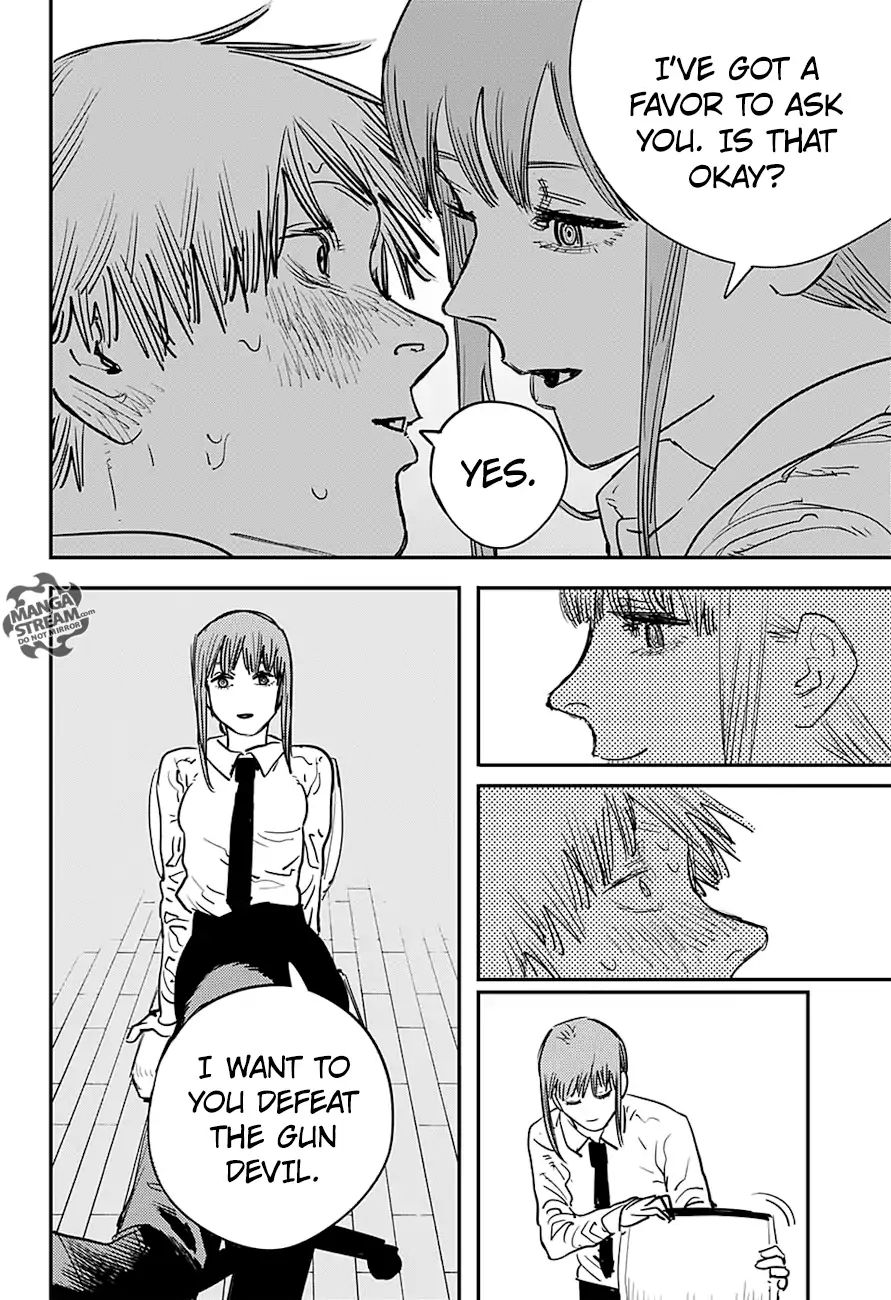 I'VE GOT A
FAVOR TO ASK
YOU. IS THAT
OKAY?
YES.
MANGA
STREAM.com
DO NOT MIRROR
I WANT TO
YOU DEFEAT
THE GUN
DEVIL.